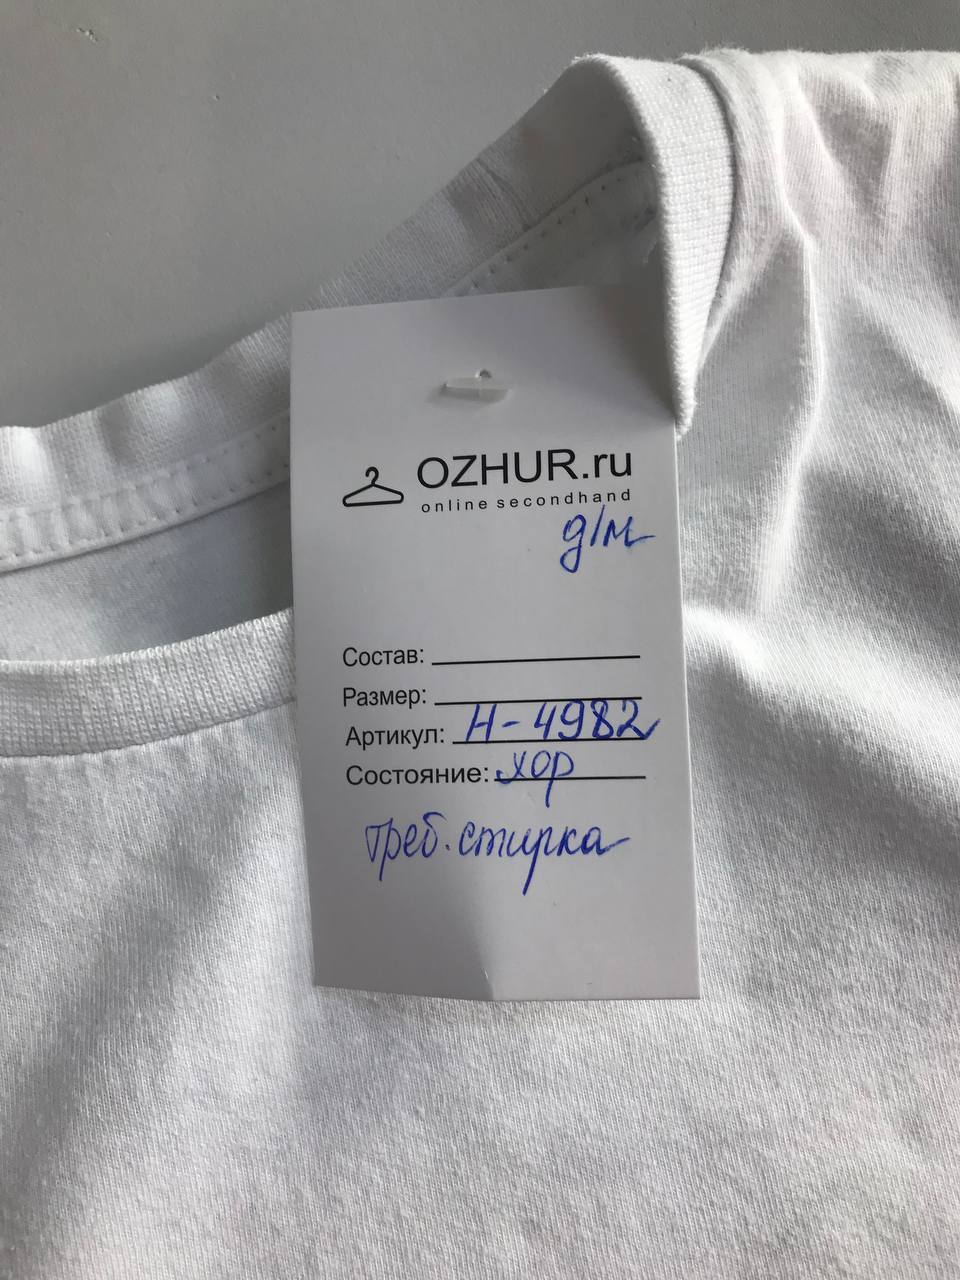 OZHUR.ru
online secondhand
д/м
Состав:
Размер:
Артикул: Н-4982
Состояние: хор
треб. стирка